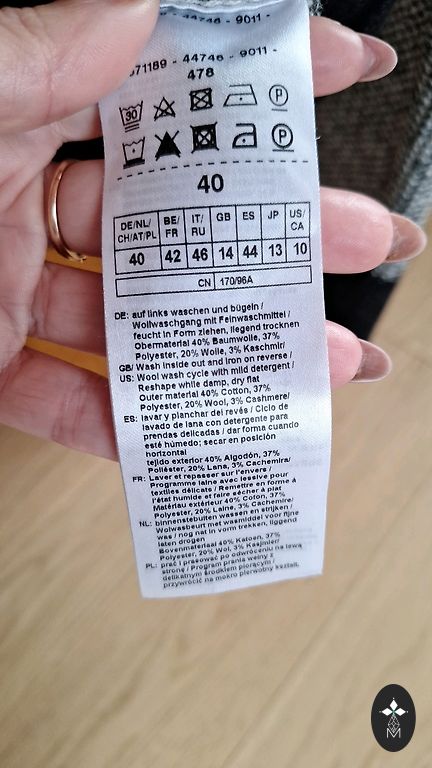 - 44746 - 9011 -
571189 - 44746 - 9011 -
478
30 P
P
40
DE/NL/ CH/AT/PL BE/ FR IT/ RU GB ES JP US/ CA
40 42 46 14 44 13 10
CN 170/96A
DE: auf links waschen und bügeln /
Wollwaschgang mit Feinwaschmittel /
feucht in Form ziehen, liegend trocknen
Obermaterial 40% Baumwolle, 37%
Polyester, 20% Wolle, 3% Kaschmir/
GB/ Wash inside out and iron on reverse /
US: Wool wash cycle with mild detergent /
Reshape while damp, dry flat
Outer material 40% Cotton, 37%
Polyester, 20% Wool, 3% Cashmere/
ES: lavar y planchar del revés / Ciclo de
lavado de lana con detergente para
prendas delicadas / dar forma cuando
esté húmedo; secar en posición
horizontal
tejido exterior 40% Algodón, 37%
Poliéster, 20% Lana, 3% Cachemira/
FR: Laver et repasser sur l'envers /
Programme laine avec lessive pour
textiles délicats / Remettre en forme à
l'état humide et faire sécher à plat
Matériau extérieur 40% Coton, 37%
Polyester, 20% Laine, 3% Cachemire/
NL: binnenstebuiten wassen en strijken /
Wolwasbeurt met wasmiddel voor fijne
was / nog nat in vorm trekken, liggend
laten drogen
Bovenmateriaal 40% Katoen, 37%
Polyester, 20% Wol, 3% Kasjmier/
PL: prać i prasować po odwróceniu na lewą
stronę / Program prania wełny z
delikatnym środkiem piorącym /
przywrócić na mokro pierwotny kształt,
M